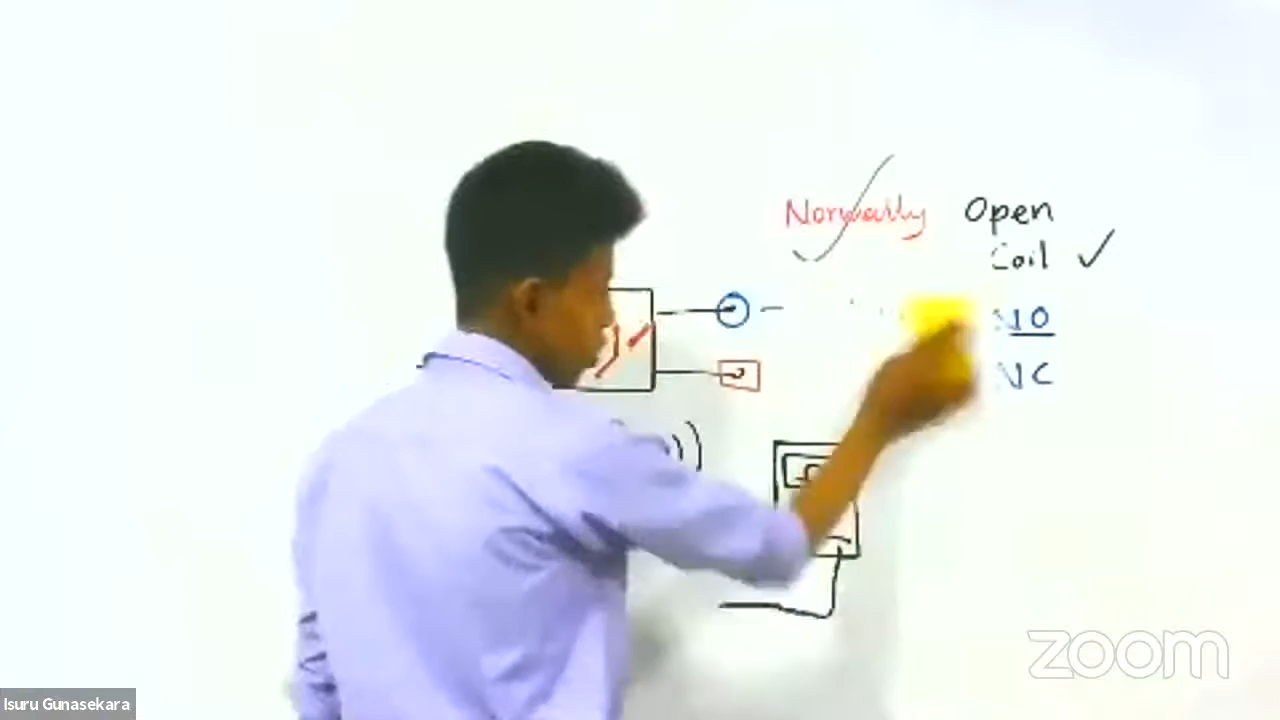 Normally Open
Coil ✓
NO
NC
zoom
Isuru Gunasekara